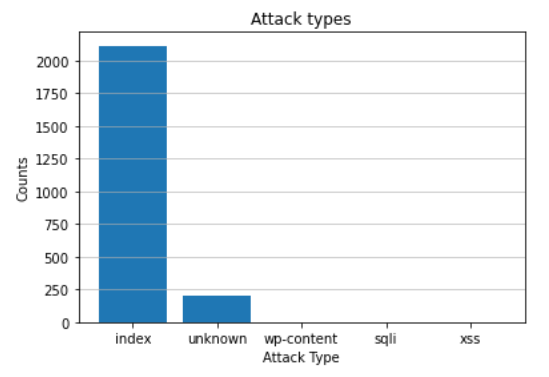 Attack types
Counts
2000
1750
1500
1250
1000
750
500
250
0
index unknown wp-content sqli xss
Attack Type